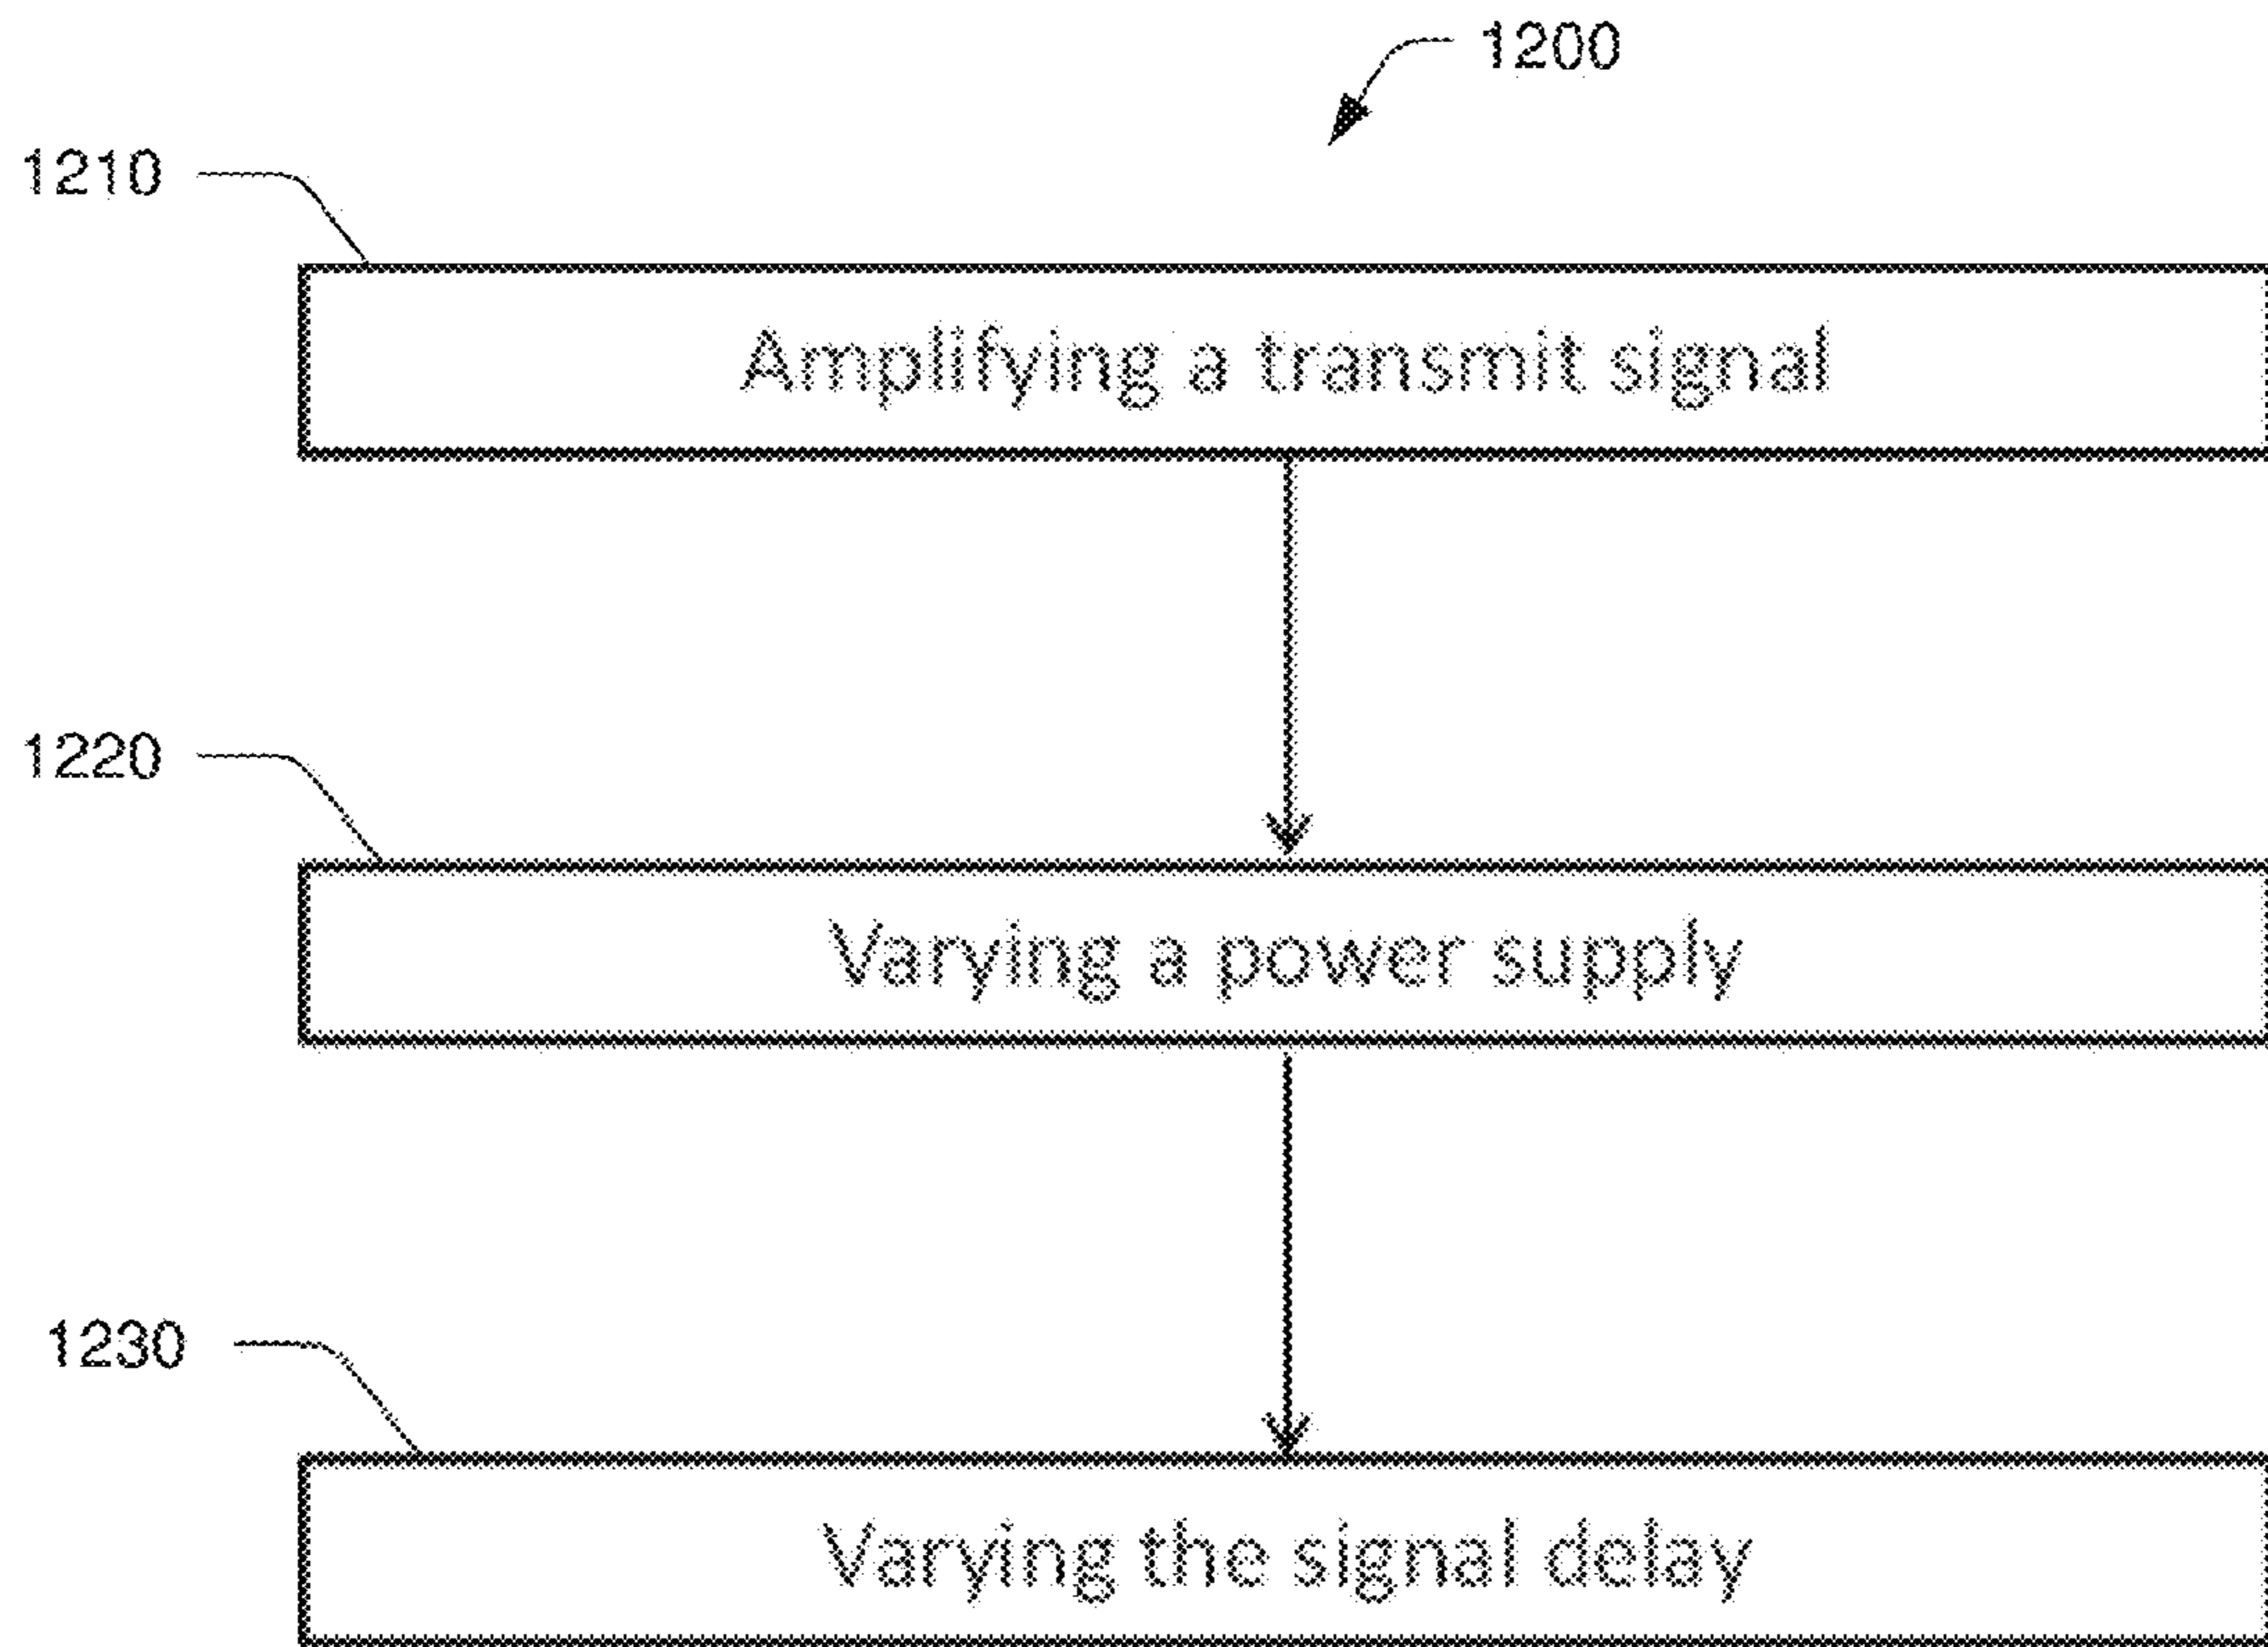 1200
1210
Amplifying a transmit signal
1220
Varying a power supply
1230
Varying the signal delay